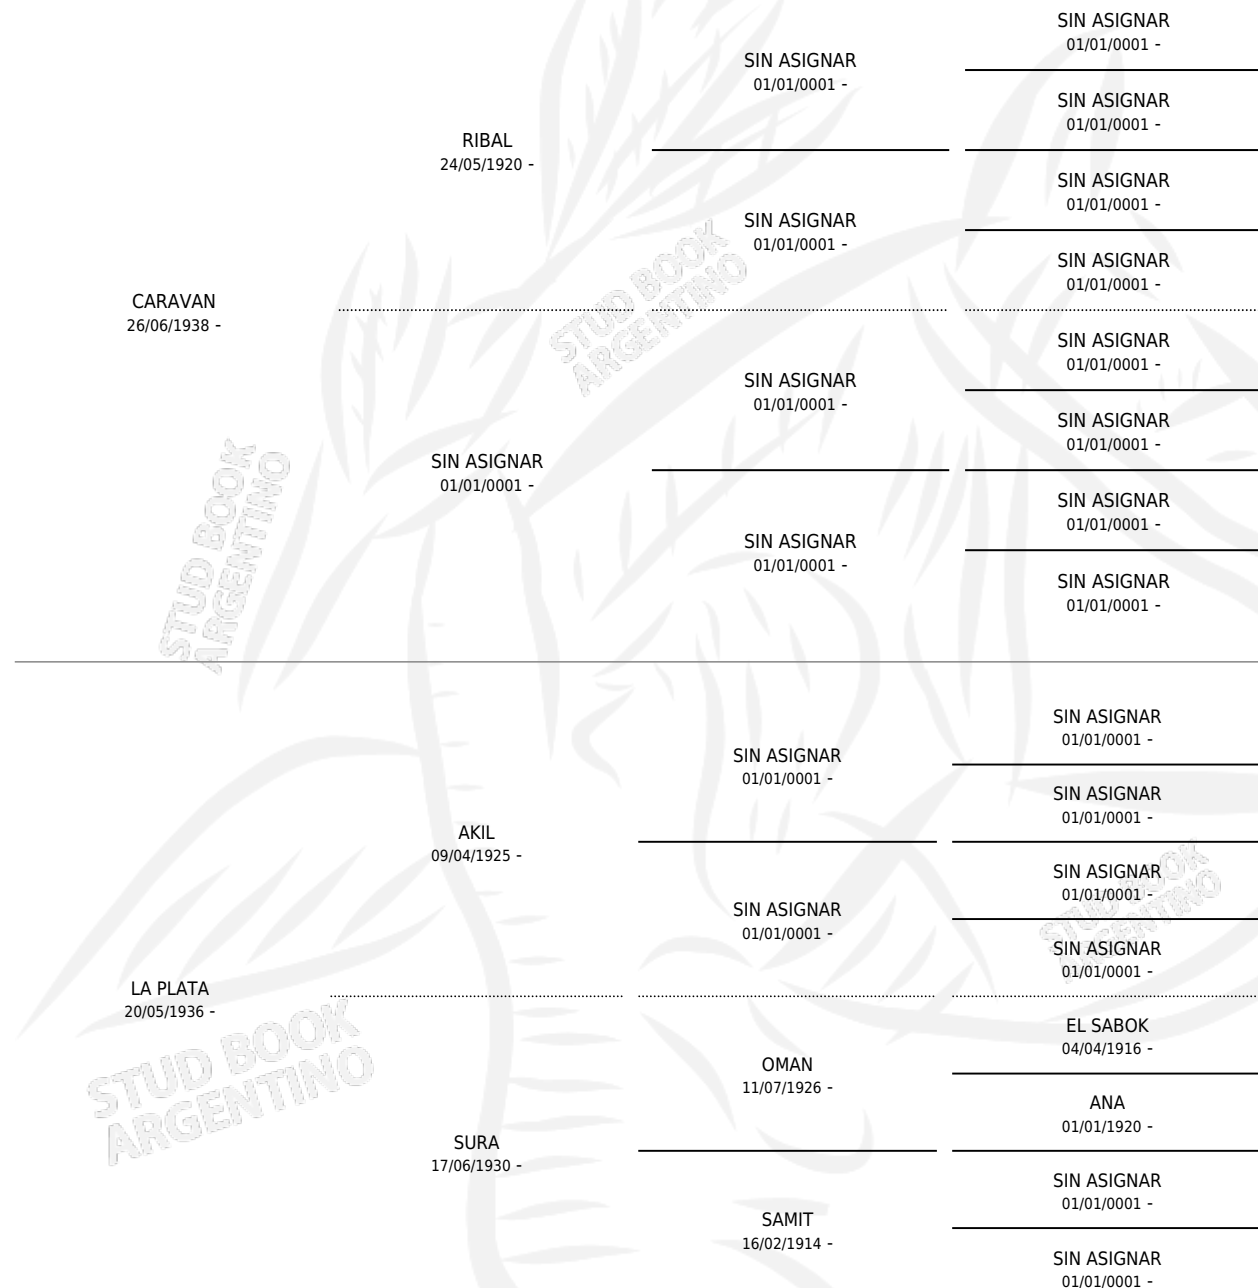 SIN ASIGNAR
01/01/0001 -
SIN ASIGNAR
01/01/0001 -
SIN ASIGNAR
01/01/0001 -
RIBAL
24/05/1920 -
SIN ASIGNAR
01/01/0001 -
SIN ASIGNAR
01/01/0001 -
SIN ASIGNAR
01/01/0001 -
CARAVAN
26/06/1938 -
STUD BOOK
ARGENTINO
SIN ASIGNAR
01/01/0001 -
SIN ASIGNAR
01/01/0001 -
SIN ASIGNAR
01/01/0001 -
SIN ASIGNAR
01/01/0001 -
SIN ASIGNAR
01/01/0001 -
SIN ASIGNAR
01/01/0001 -
SIN ASIGNAR
01/01/0001 -
STUD BOOK
ARGENTINO
SIN ASIGNAR
01/01/0001 -
SIN ASIGNAR
01/01/0001 -
SIN ASIGNAR
01/01/0001 -
AKIL
09/04/1925 -
SIN ASIGNAR
01/01/0001 -
SIN ASIGNAR
01/01/0001 -
SIN ASIGNAR
01/01/0001 -
STUD BOOK
ARGENTINO
LA PLATA
20/05/1936 -
STUD BOOK
ARGENTINO
EL SABOK
04/04/1916 -
OMAN
11/07/1926 -
ANA
01/01/1920 -
SURA
17/06/1930 -
SIN ASIGNAR
01/01/0001 -
SAMIT
16/02/1914 -
SIN ASIGNAR
01/01/0001 -